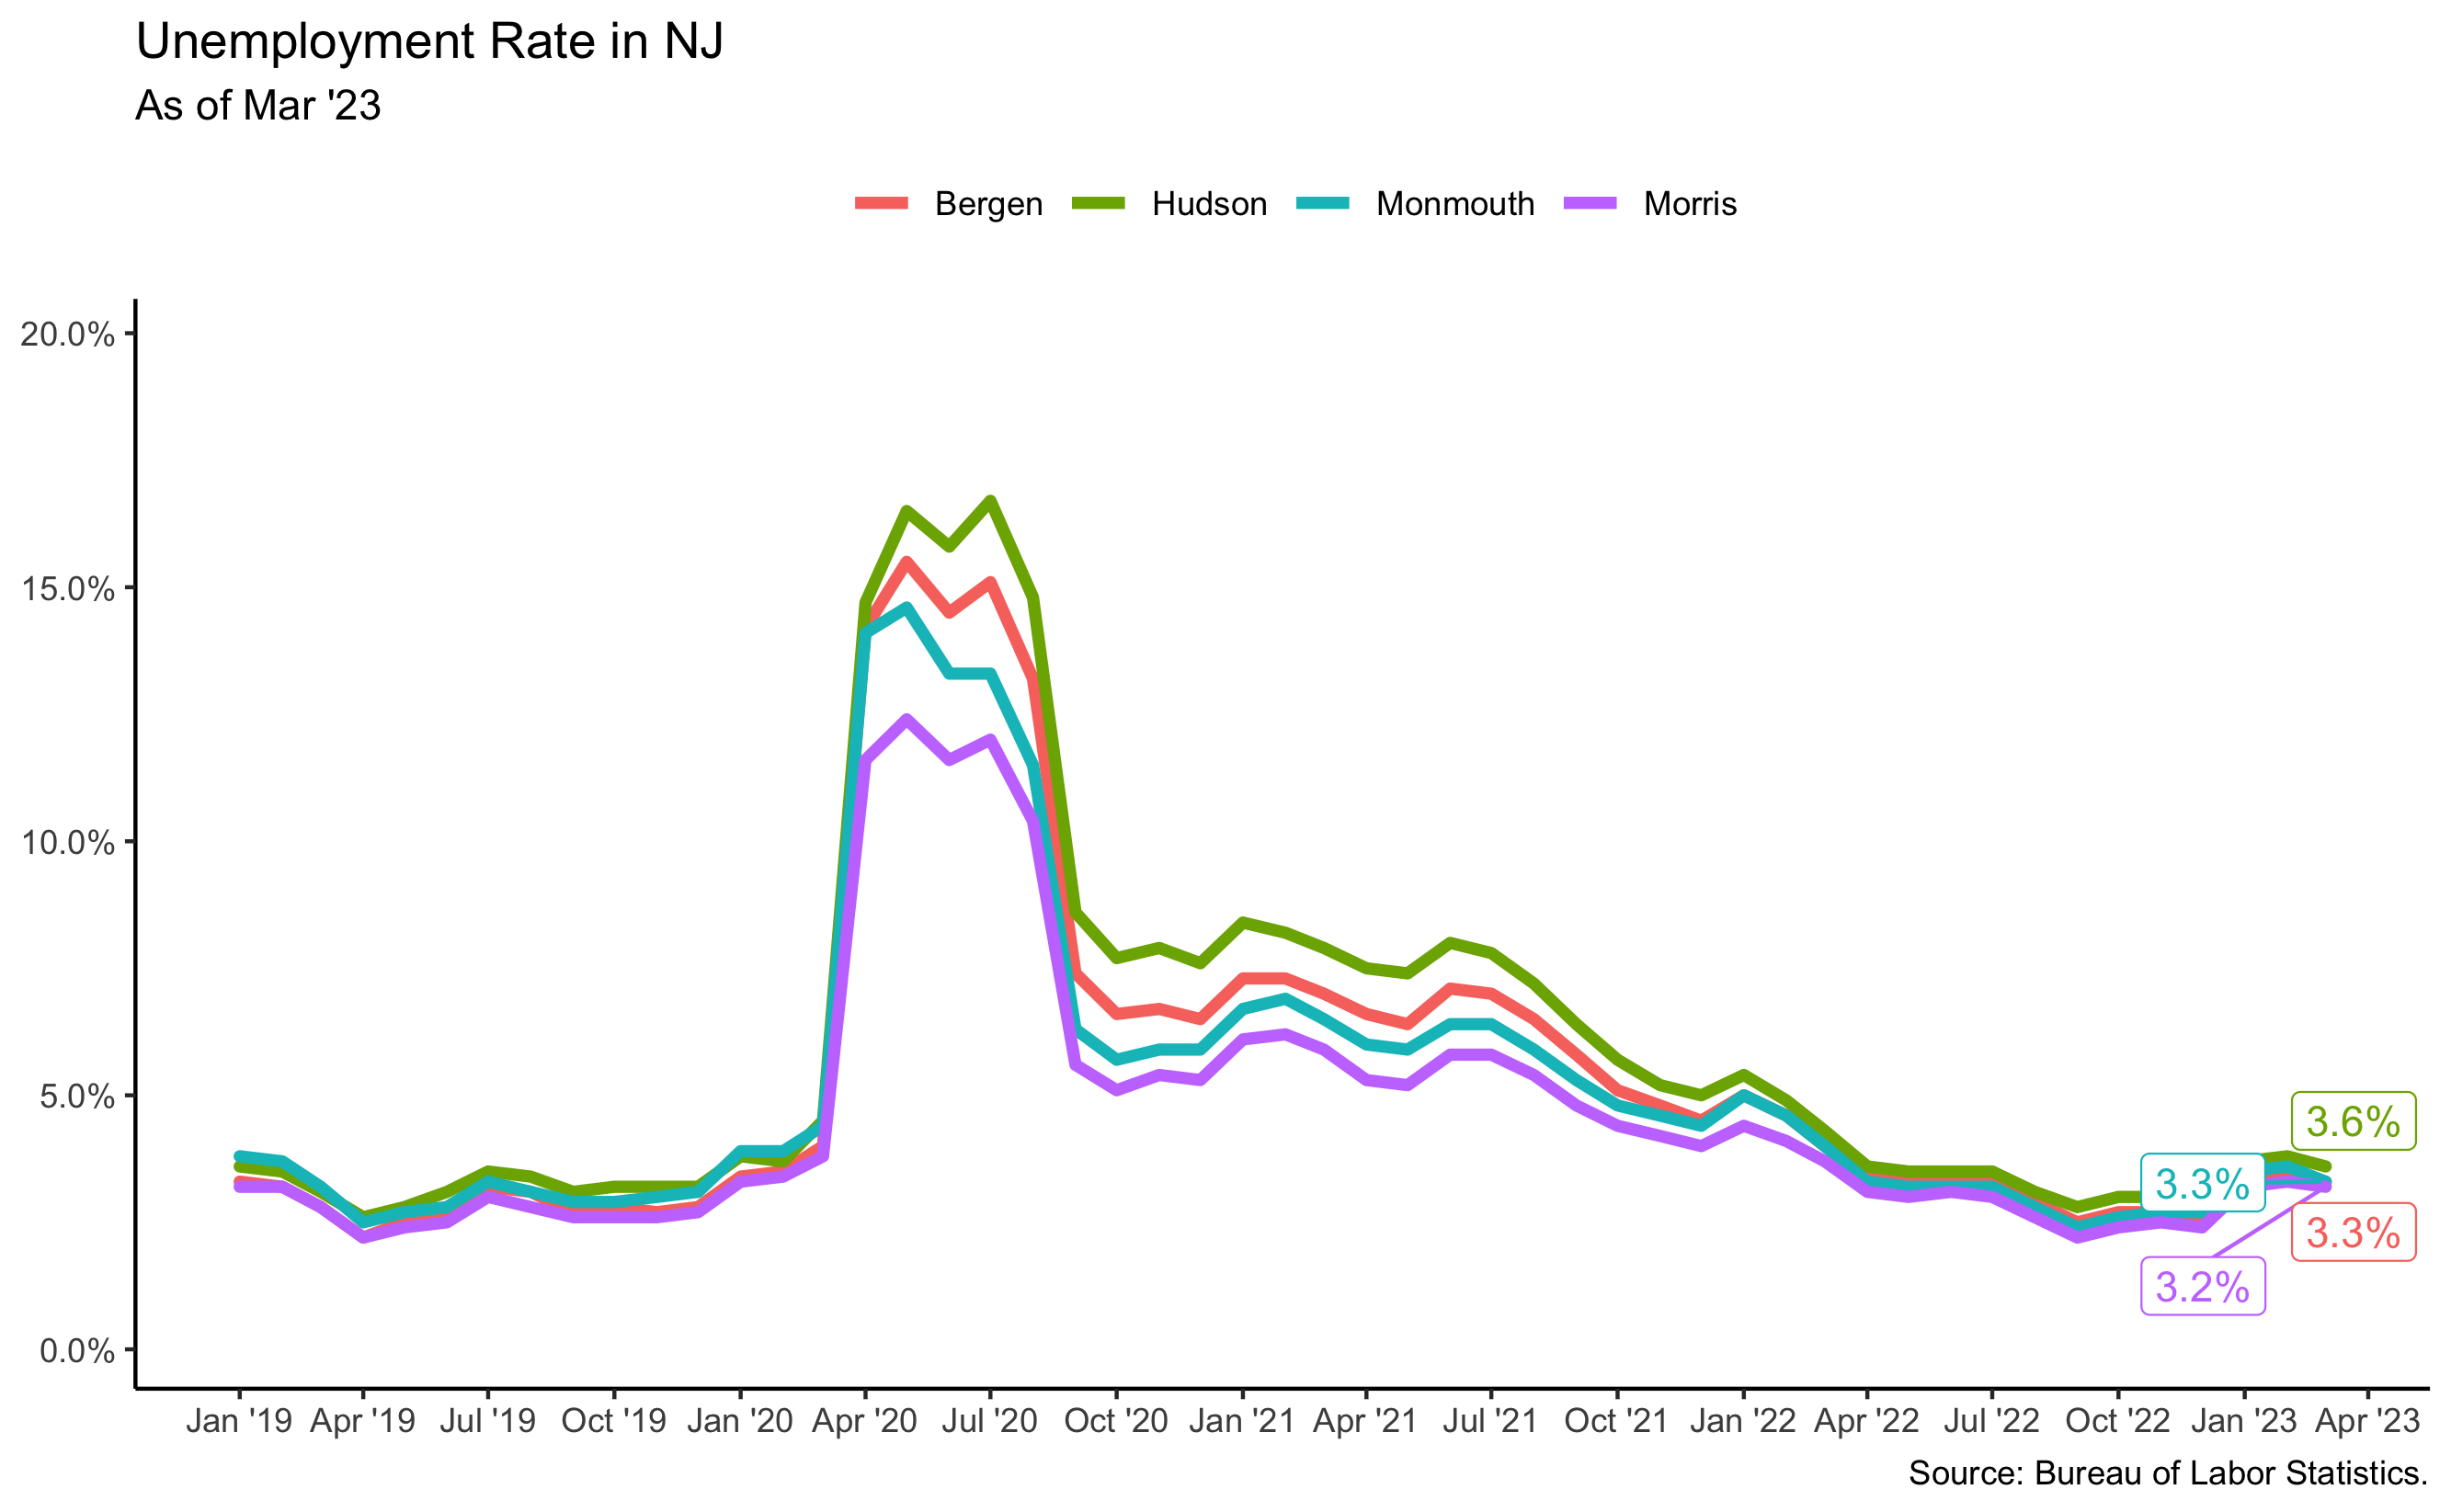 Unemployment Rate in NJ
As of Mar '23
Bergen Hudson Monmouth Morris
20.0%
15.0%
10.0%
5.0%
0.0%
3.6%
3.3%
3.3%
3.2%
Jan '19 Apr '19 Jul '19 Oct '19 Jan '20 Apr '20 Jul '20 Oct '20 Jan '21 Apr '21 Jul '21 Oct '21 Jan '22 Apr '22 Jul '22 Oct '22 Jan '23 Apr '23
Source: Bureau of Labor Statistics.